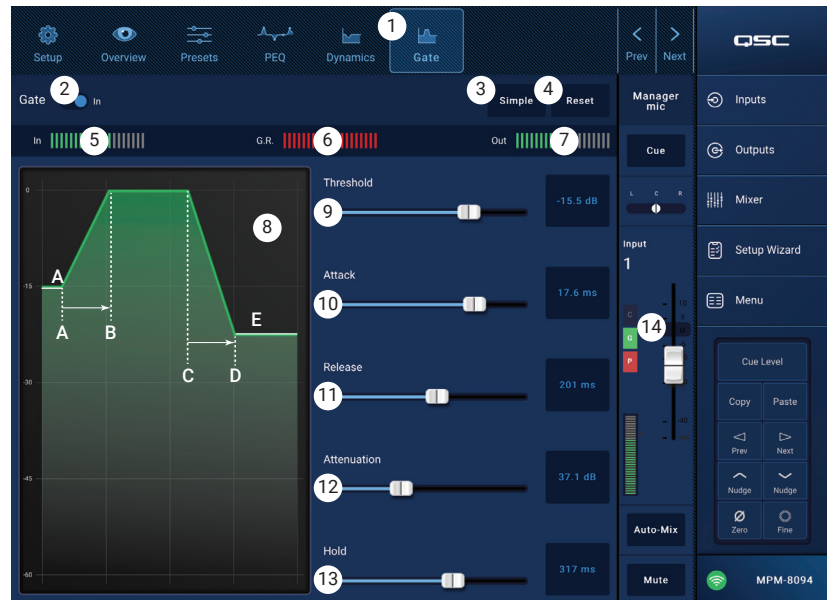 1
Setup Overview Presets PEQ Dynamics Gate
Prev Next
QSC
Gate 2 In
3 Simple 4 Reset
In 5 G.R. 6 Out 7
Manager
mic
Cue
L C R
Input
1
10
5
14
C
G
P
-40
Auto-Mix
Mute
0
-15
-30
-45
-60
8
A
A B
C D
E
Threshold
9 -15.5 dB
Attack
10 17.6 ms
Release
11 201 ms
Attenuation
12 37.1 dB
Hold
13 317 ms
Inputs
Outputs
Mixer
Setup Wizard
Menu
Cue Level
Copy Paste
Prev Next
Nudge Nudge
Zero Fine
MPM-8094